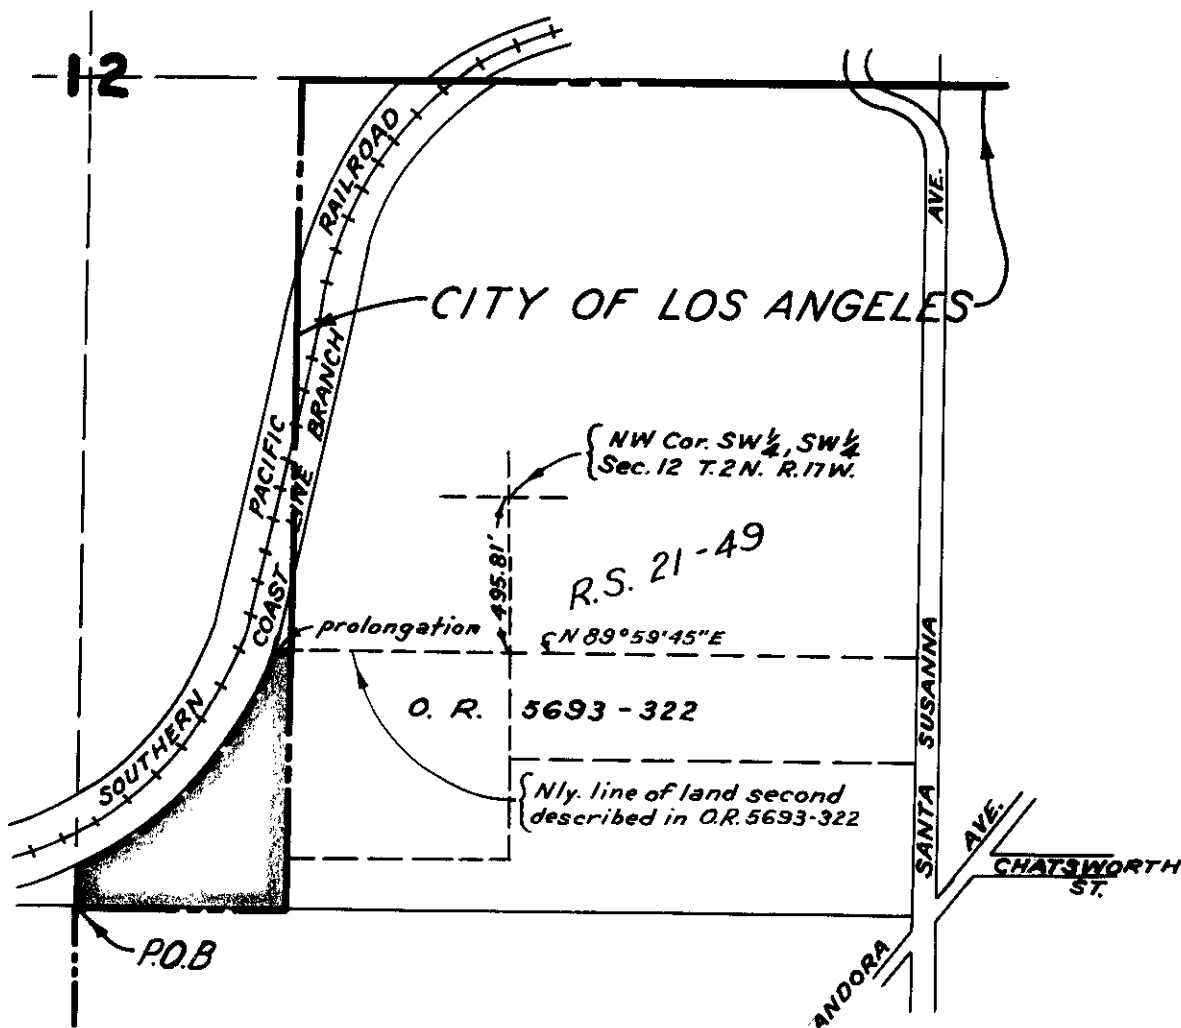 12
RAILROAD
AVE.
CITY OF LOS ANGELES
PACIFIC
LINE BRANCH
NW Cor. SW¼, SW¼
Sec. 12 T.2N. R.17W.
495.81'
R.S. 21-49
COAST
prolongation
N 89°59'45"E
SOUTHERN
O. R. 5693-322
SANTA SUSANNA
Nly. line of land second
described in O.R. 5693-322
AVE.
CHATSWORTH
ST.
P.O.B
ANDORA